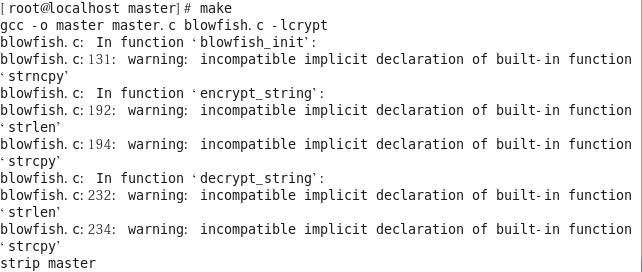 [root@localhost master]# make
gcc -o master master.c blowfish.c -lcrypt
blowfish.c: In function ‘blowfish_init’:
blowfish.c:131: warning: incompatible implicit declaration of built-in function
‘strncpy’
blowfish.c: In function ‘encrypt_string’:
blowfish.c:192: warning: incompatible implicit declaration of built-in function
‘strlen’
blowfish.c:194: warning: incompatible implicit declaration of built-in function
‘strcpy’
blowfish.c: In function ‘decrypt_string’:
blowfish.c:232: warning: incompatible implicit declaration of built-in function
‘strlen’
blowfish.c:234: warning: incompatible implicit declaration of built-in function
‘strcpy’
strip master